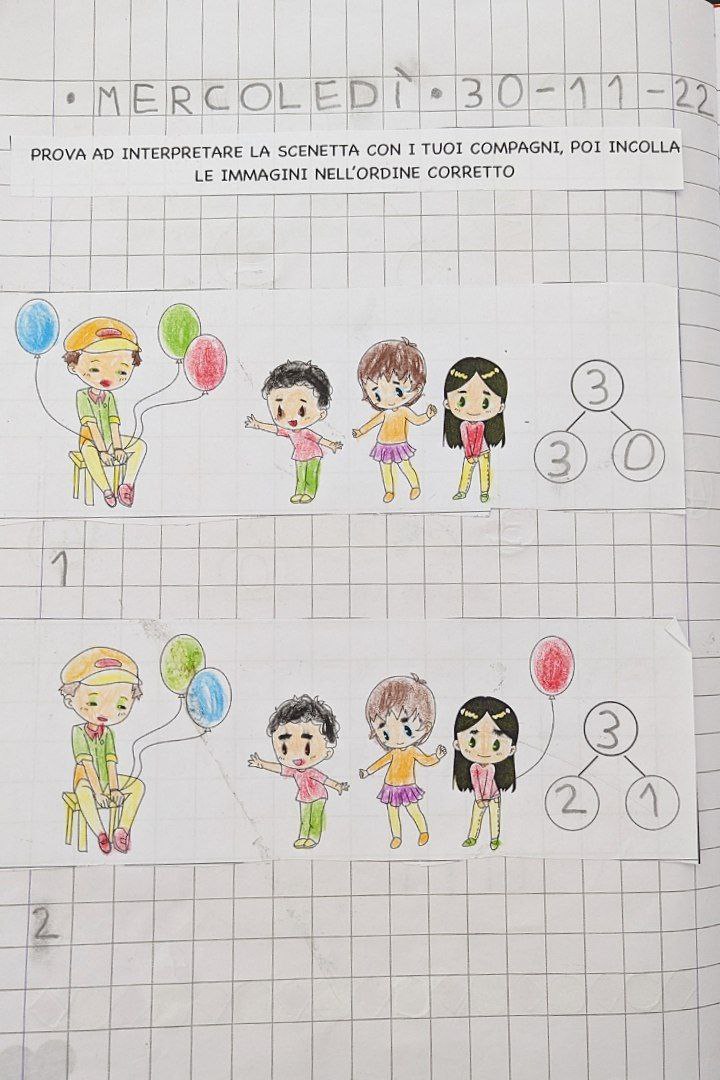 • MERCOLEDÌ • 30-11-22
PROVA AD INTERPRETARE LA SCENETTA CON I TUOI COMPAGNI, POI INCOLLA
LE IMMAGINI NELL'ORDINE CORRETTO
3
3 0
1
3
2 1
2